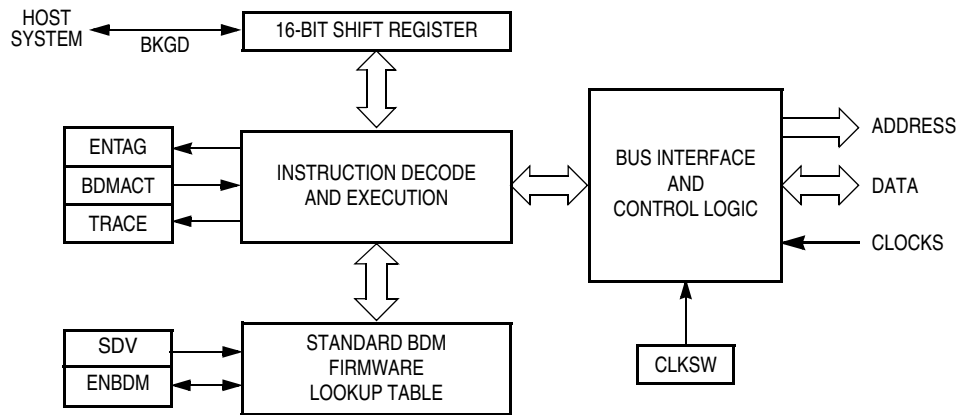 HOST
SYSTEM
BKGD
16-BIT SHIFT REGISTER
ENTAG
BDMACT
TRACE
INSTRUCTION DECODE
AND EXECUTION
BUS INTERFACE
AND
CONTROL LOGIC
ADDRESS
DATA
CLOCKS
SDV
ENBDM
STANDARD BDM
FIRMWARE
LOOKUP TABLE
CLKSW